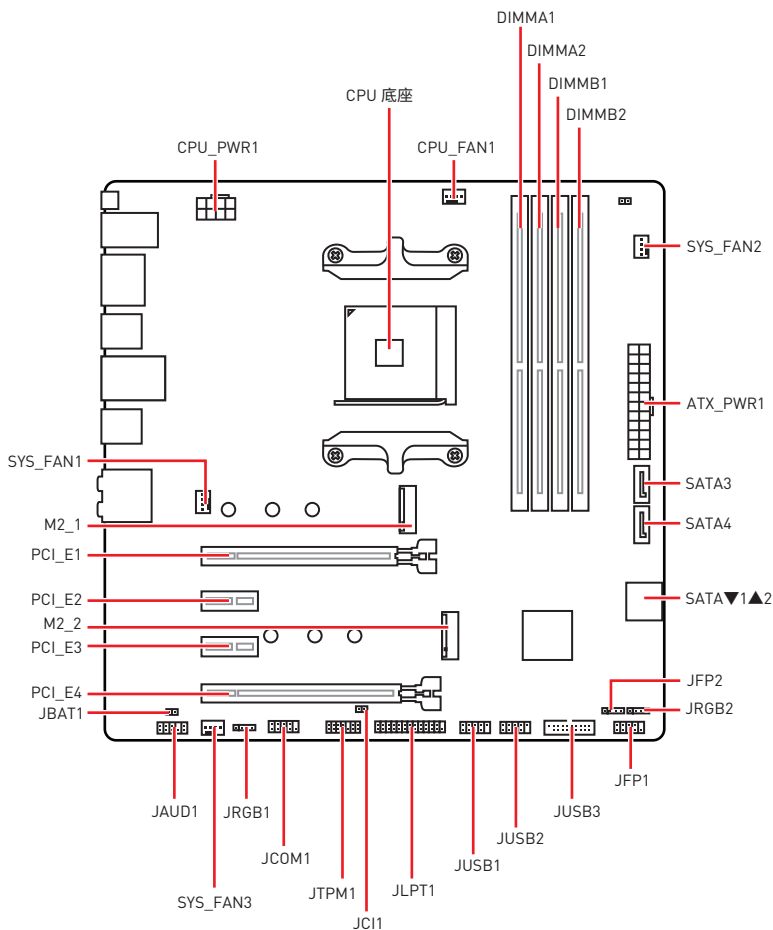 DIMMA1
DIMMA2
DIMMB1
DIMMB2
CPU 底座
CPU_PWR1
CPU_FAN1
SYS_FAN2
ATX_PWR1
SYS_FAN1
SATA3
M2_1
SATA4
PCI_E1
PCI_E2
SATA▼1▲2
M2_2
PCI_E3
JFP2
PCI_E4
JBAT1
JRGB2
JFP1
JAUD1
JRGB1
JUSB3
JUSB2
JCOM1
JUSB1
JTPM1
JLPT1
SYS_FAN3
JCI1